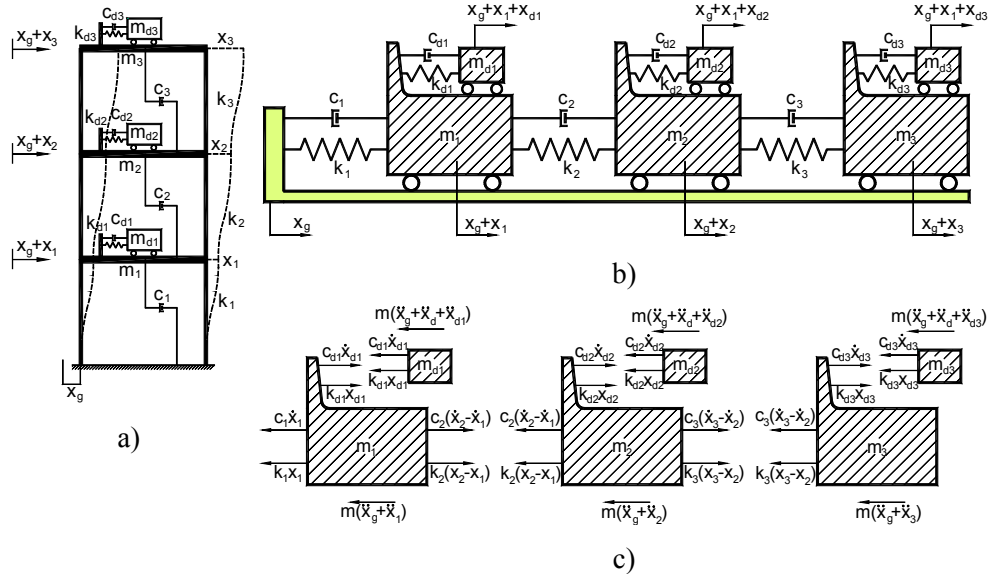 c_d3
k_d3
m_d3
x_g+x_3
x_3
m_3
c_3
k_3
k_d2
c_d2
m_d2
x_g+x_2
x_2
m_2
c_2
k_2
k_d1
c_d1
m_d1
x_g+x_1
x_1
m_1
c_1
k_1
x_g
a)
x_g+x_1+x_d1
x_g+x_1+x_d2
x_g+x_1+x_d3
c_d1
m_d1
k_d1
c_d2
m_d2
k_d2
c_d3
m_d3
k_d3
c_1
m_1
c_2
m_2
c_3
m_3
k_1
k_2
k_3
x_g
x_g+x_1
x_g+x_2
x_g+x_3
b)
m(ẍ_g+ẍ_d+ẍ_d1)
m(ẍ_g+ẍ_d+ẍ_d2)
m(ẍ_g+ẍ_d+ẍ_d3)
c_d1ẋ_d1
c_d1ẋ_d1
m_d1
k_d1x_d1
k_d1x_d1
c_d2ẋ_d2
c_d2ẋ_d2
m_d2
k_d2x_d2
k_d2x_d2
c_d3ẋ_d3
c_d3ẋ_d3
m_d3
k_d3x_d3
k_d3x_d3
c_1ẋ_1
c_2(ẋ_2-ẋ_1)
c_2(ẋ_2-ẋ_1)
c_3(ẋ_3-ẋ_2)
c_3(ẋ_3-ẋ_2)
m_1
m_2
m_3
k_1x_1
k_2(x_2-x_1)
k_2(x_2-x_1)
k_3(x_3-x_2)
k_3(x_3-x_2)
m(ẍ_g+ẍ_1)
m(ẍ_g+ẍ_2)
m(ẍ_g+ẍ_3)
c)